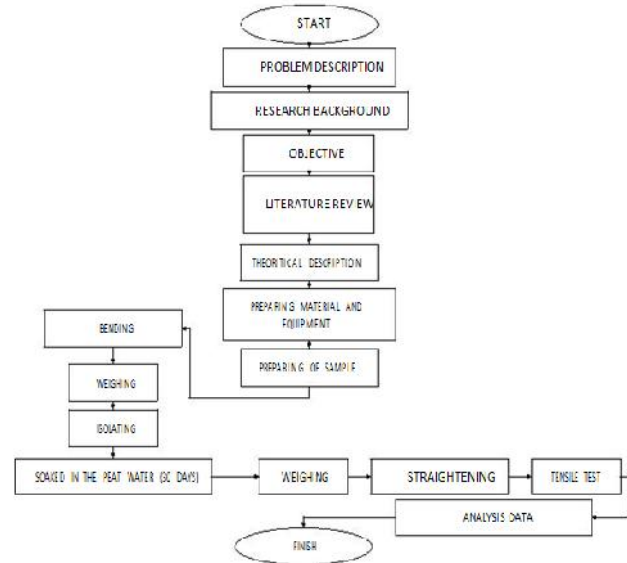 START
PROBLEM DESCRIPTION
RESEARCH BACKGROUND
OBJECTIVE
LITERATURE REVIEW
THEORITICAL DESCRIPTION
PREPARING MATERIAL AND
EQUIPMENT
PREPARING OF SAMPLE
BENDING
WEIGHING
ISOLATING
SOAKED IN THE PEAT WATER (30 DAYS)
WEIGHING
STRAIGHTENING
TENSILE TEST
ANALYSIS DATA
FINISH